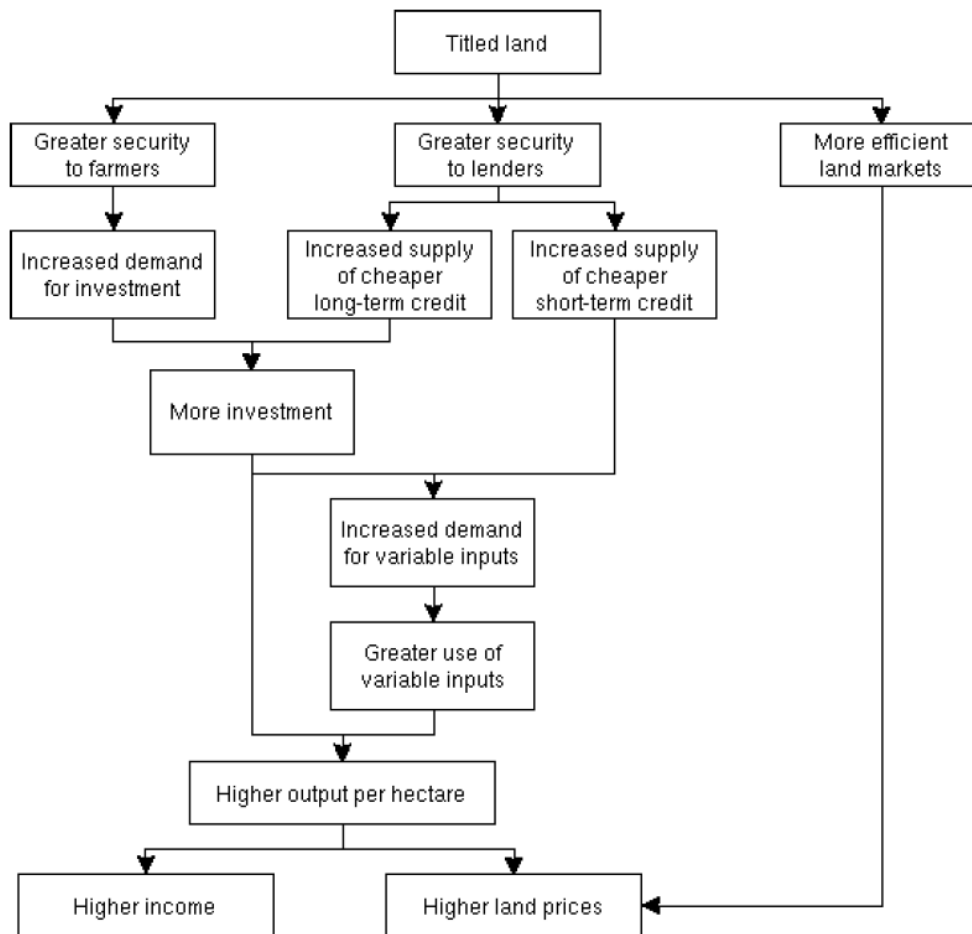 Titled land
Greater security
to farmers
Greater security
to lenders
More efficient
land markets
Increased demand
for investment
Increased supply
of cheaper
long-term credit
Increased supply
of cheaper
short-term credit
More investment
Increased demand
for variable inputs
Greater use of
variable inputs
Higher output per hectare
Higher income
Higher land prices